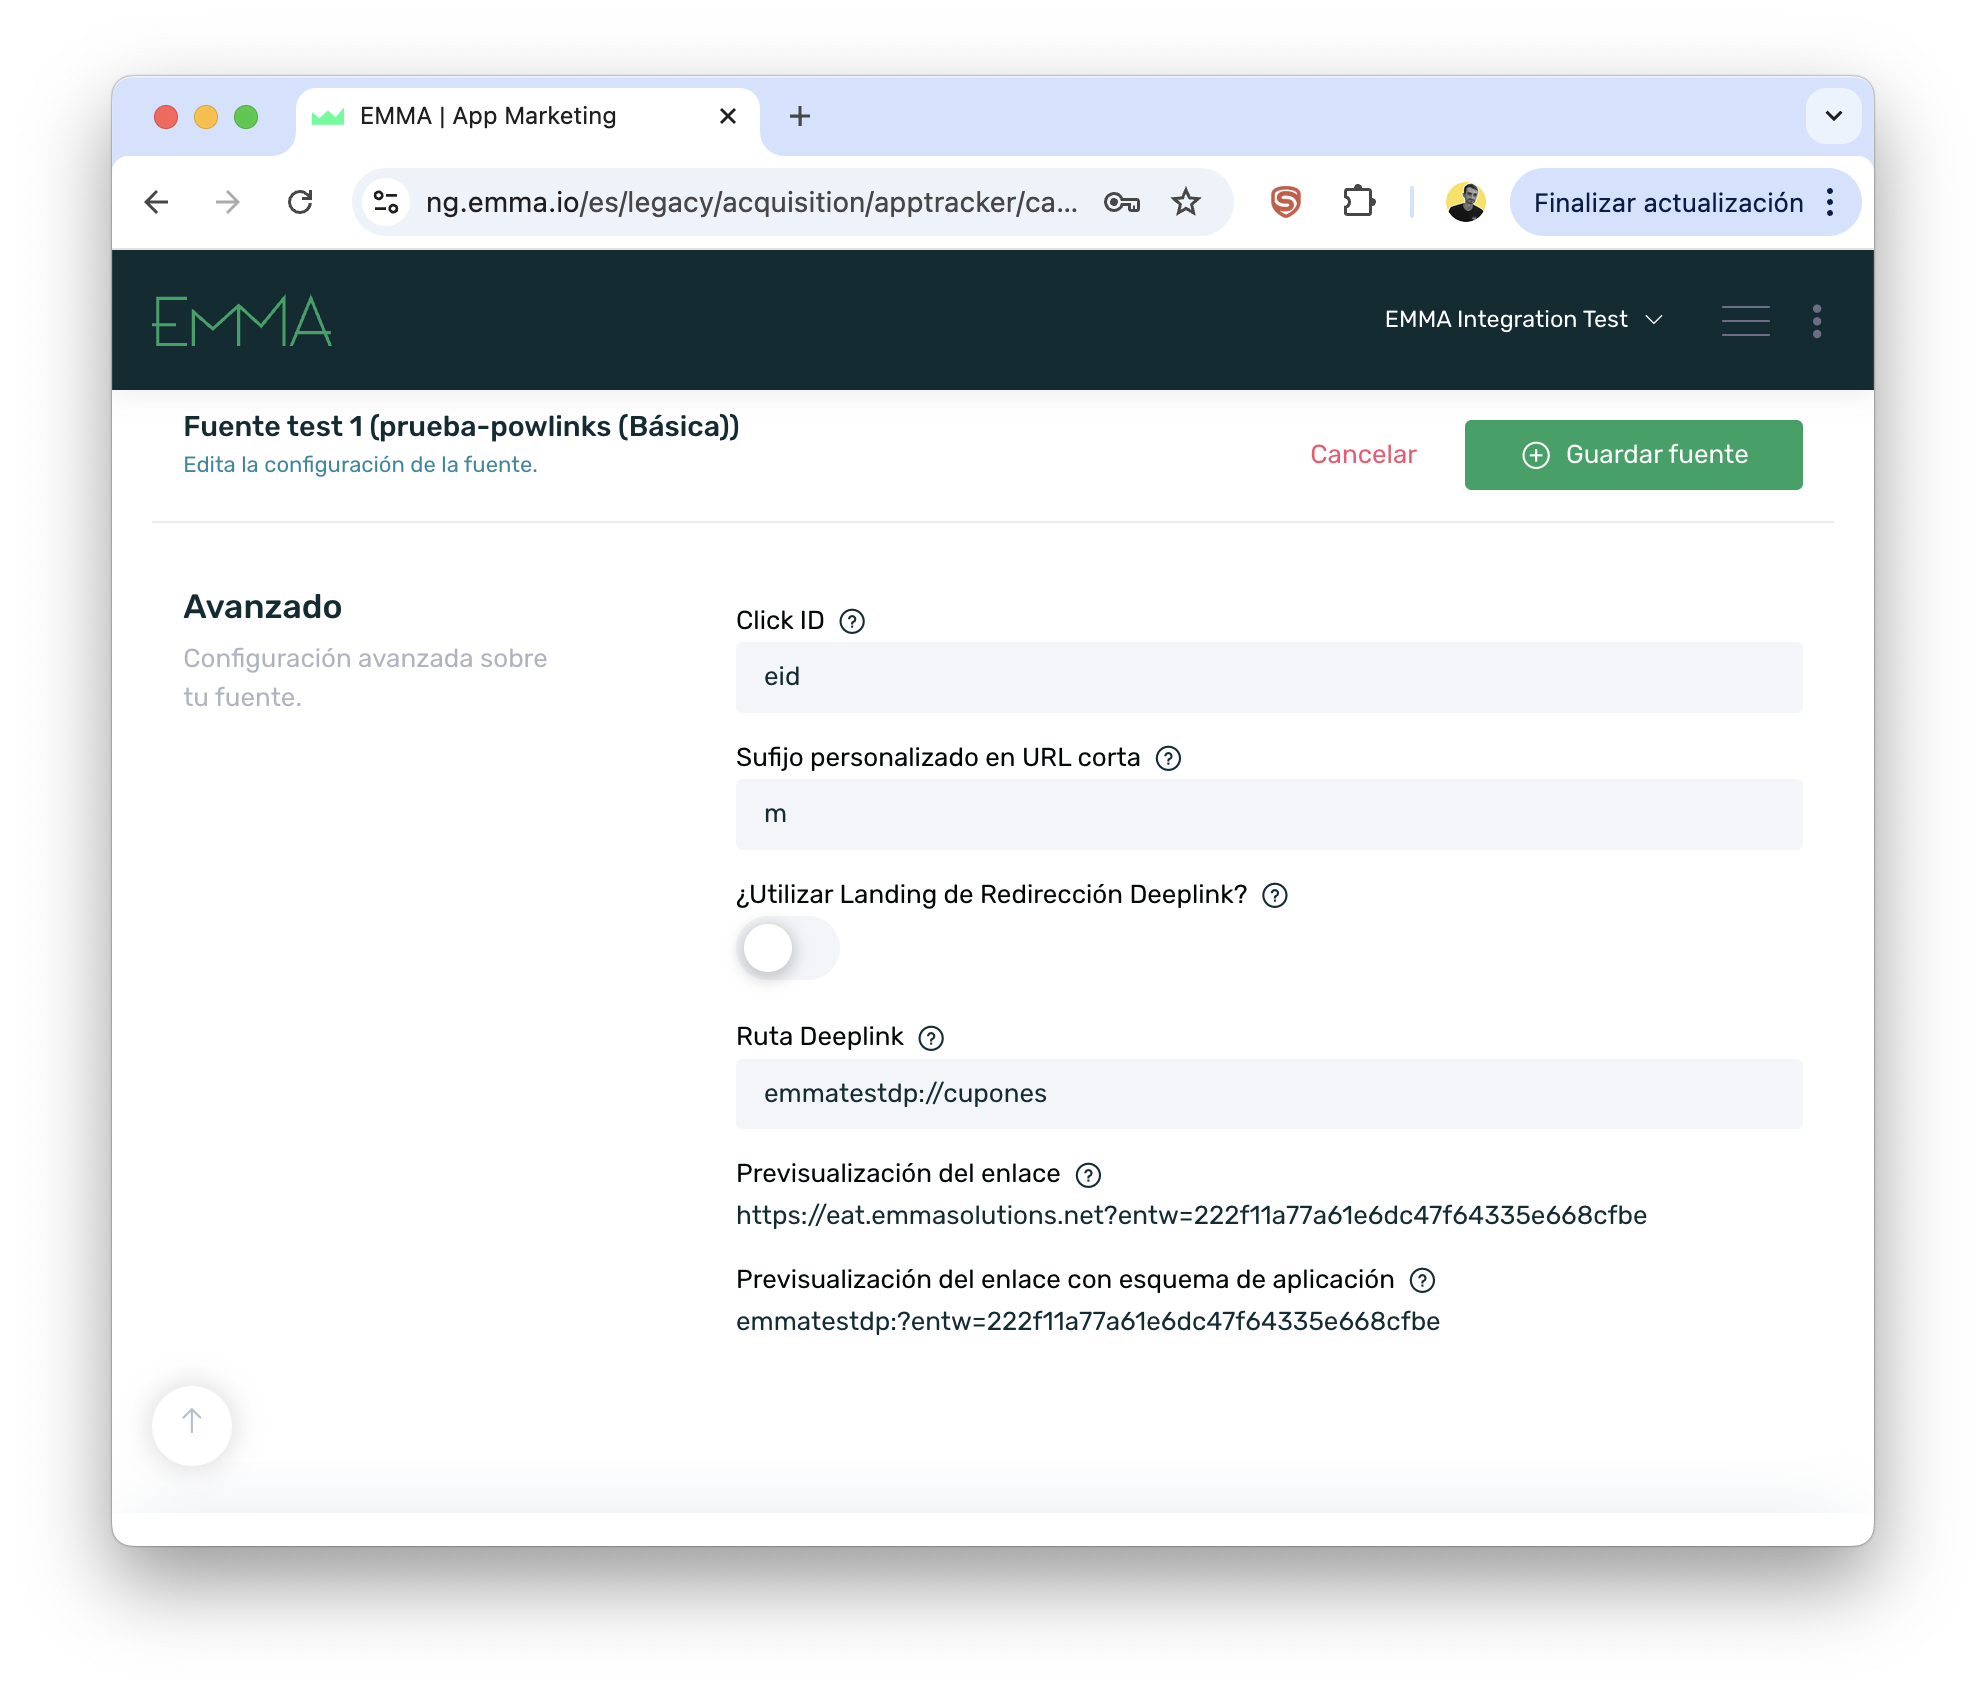 EMMA | App Marketing
ng.emma.io/es/legacy/acquisition/apptracker/ca...
Finalizar actualización
EMMA
EMMA Integration Test
Fuente test 1 (prueba-powlinks (Básica))
Edita la configuración de la fuente.
Cancelar
Guardar fuente
Avanzado
Configuración avanzada sobre
tu fuente.
Click ID
eid
Sufijo personalizado en URL corta
m
¿Utilizar Landing de Redirección Deeplink?
Ruta Deeplink
emmatestdp://cupones
Previsualización del enlace
https://eat.emmasolutions.net?entw=222f11a77a61e6dc47f64335e668cfbe
Previsualización del enlace con esquema de aplicación
emmatestdp:?entw=222f11a77a61e6dc47f64335e668cfbe